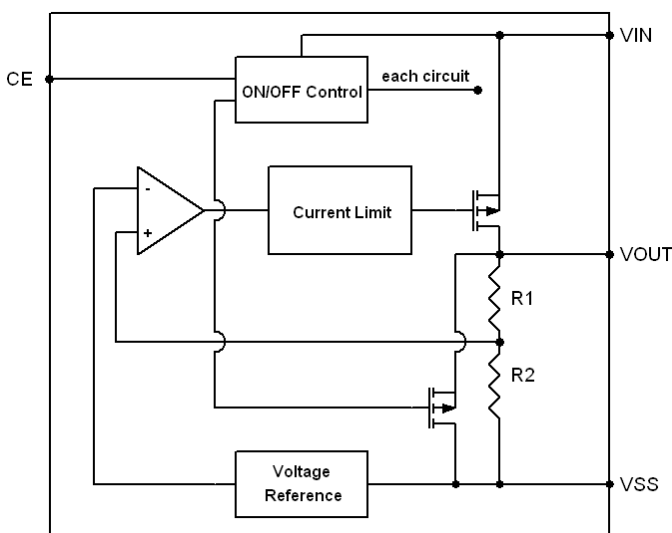 VIN
CE
ON/OFF Control
each circuit
-
+
Current Limit
VOUT
R1
R2
Voltage
Reference
VSS